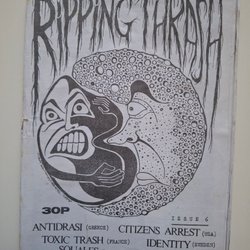 RIPPING THRASH
30P
ISSUE 6
ANTIDRASI (GREECE) CITIZENS ARREST (USA)
TOXIC TRASH (FRANCE) IDENTITY (SWEDEN)